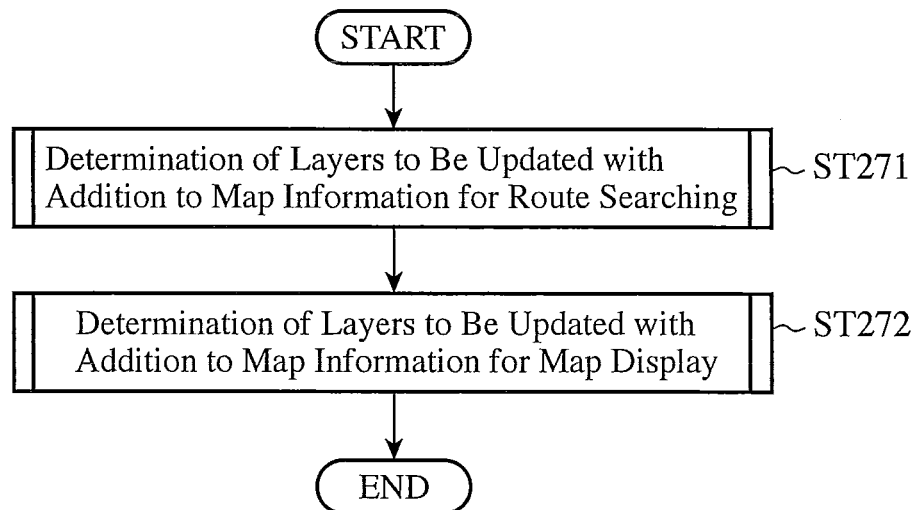 START
Determination of Layers to Be Updated with
Addition to Map Information for Route Searching
ST271
Determination of Layers to Be Updated with
Addition to Map Information for Map Display
ST272
END